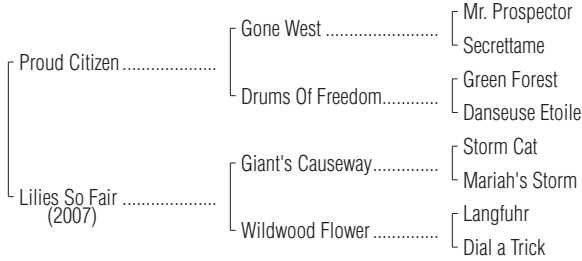 Mr. Prospector
Gone West ........................
Secrettame
Proud Citizen ....................
Green Forest
Drums Of Freedom............
Danseuse Etoile
Storm Cat
Giant's Causeway..............
Mariah's Storm
Lilies So Fair ....................
(2007)
Langfuhr
Wildwood Flower ..............
Dial a Trick